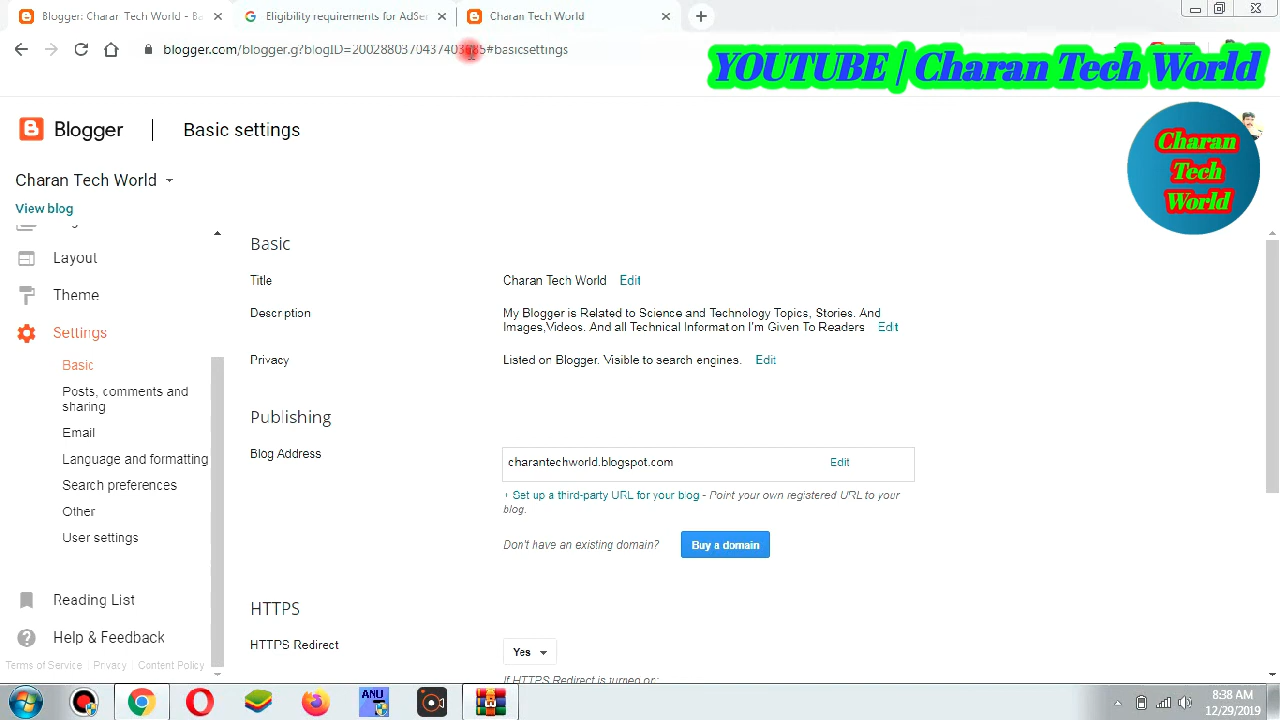 Blogger: Charan Tech World - Ba
Eligibility requirements for AdSen
Charan Tech World
YOUTUBE | Charan Tech World
Blogger
Basic settings
Charan
Tech
World
Charan Tech World
View blog
Layout
Theme
Settings
Basic
Posts, comments and
sharing
Email
Language and formatting
Search preferences
Other
User settings
Reading List
Help & Feedback
Terms of Service | Privacy | Content Policy
Basic
Title
Charan Tech World Edit
Description
My Blogger is Related to Science and Technology Topics, Stories. And
Images,Videos. And all Technical Information I'm Given To Readers Edit
Privacy
Listed on Blogger. Visible to search engines. Edit
Publishing
Blog Address
charantechworld.blogspot.com Edit
+ Set up a third-party URL for your blog - Point your own registered URL to your
blog.
Don't have an existing domain? Buy a domain
HTTPS
HTTPS Redirect
Yes
If HTTPS Redirect is turned on:
ANU
8:38 AM
12/29/2019